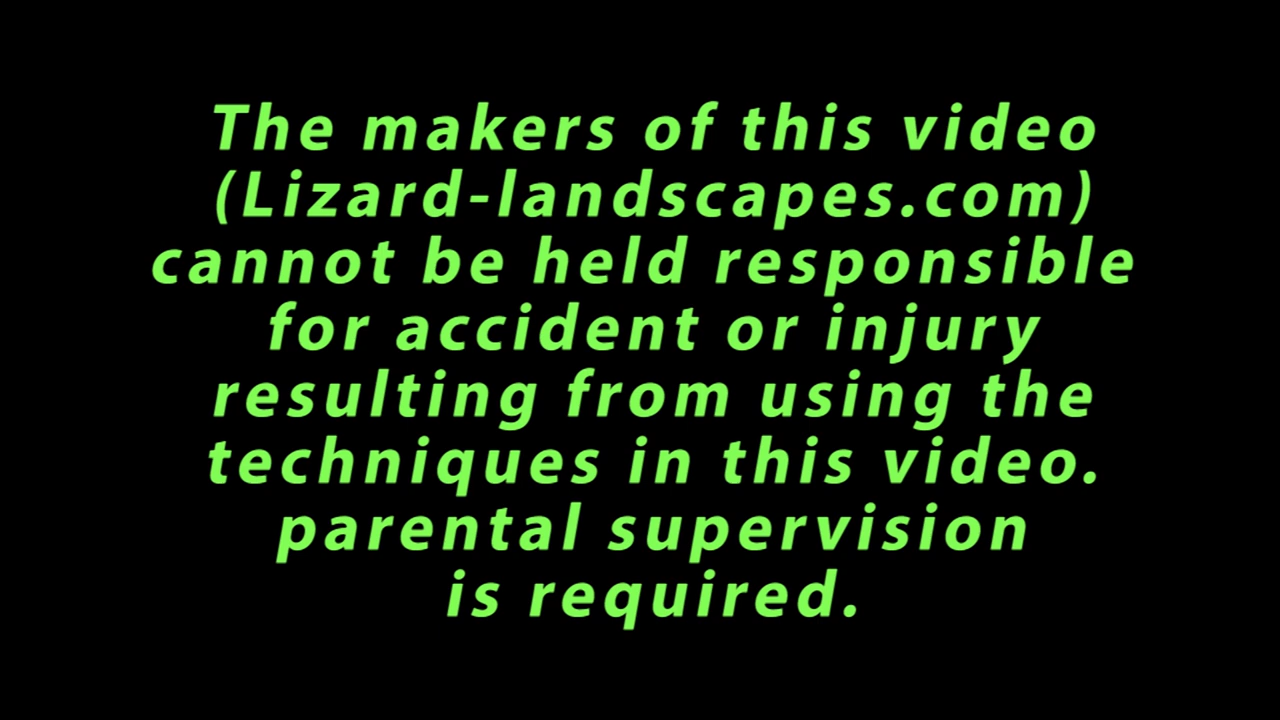 The makers of this video
(Lizard-landscapes.com)
cannot be held responsible
for accident or injury
resulting from using the
techniques in this video.
parental supervision
is required.